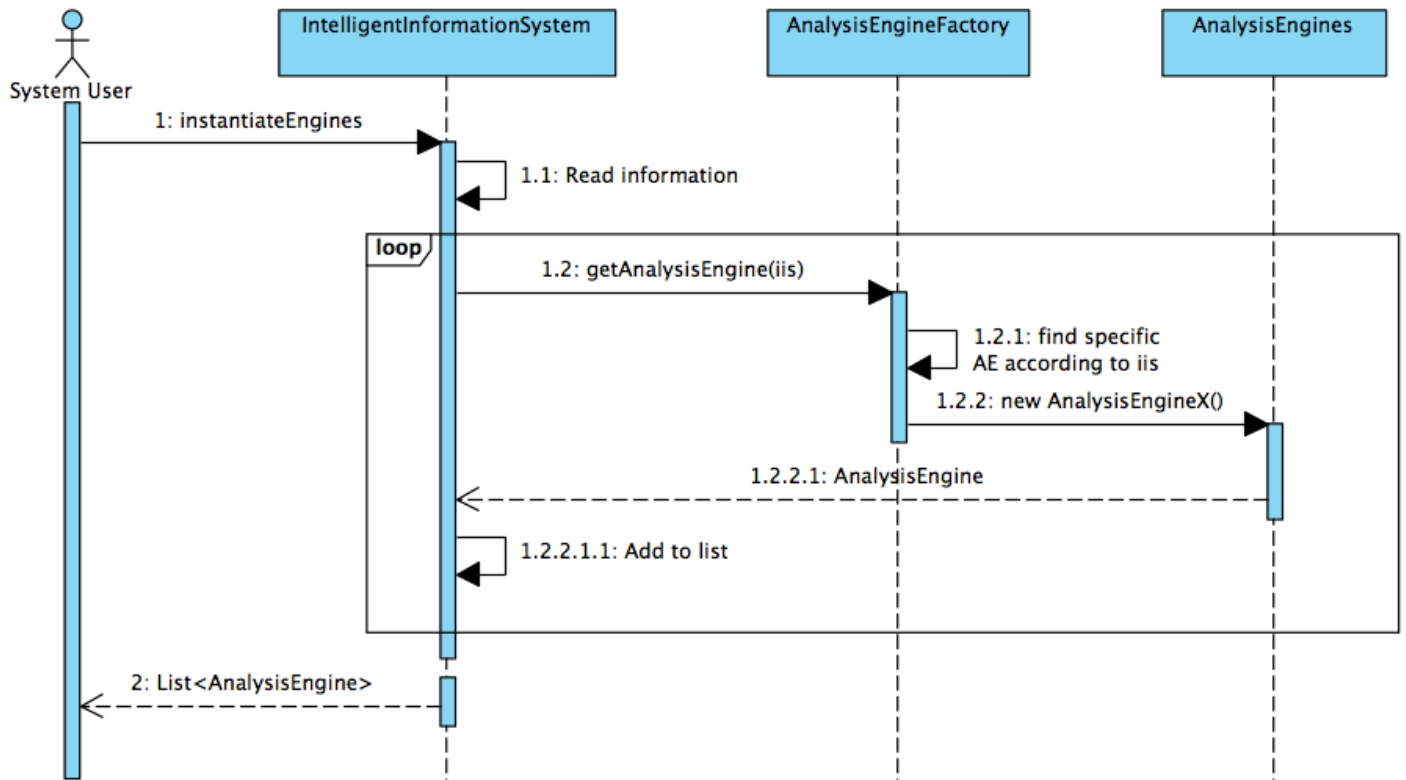 IntelligentInformationSystem
AnalysisEngineFactory
AnalysisEngines
System User
1: instantiateEngines
1.1: Read information
loop
1.2: getAnalysisEngine(iis)
1.2.1: find specific
AE according to iis
1.2.2: new AnalysisEngineX()
1.2.2.1: AnalysisEngine
1.2.2.1.1: Add to list
2: List<AnalysisEngine>